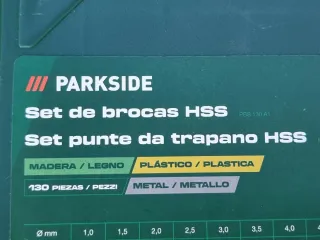 PARKSIDE
Set de brocas HSS
Set punte da trapano HSS
MADERA / LEGNO PLÁSTICO / PLASTICA
130 PIEZAS / PEZZI METAL / METALLO
Ø mm 1,0 1,5 2,0 2,5 3,0 3,5 4,0